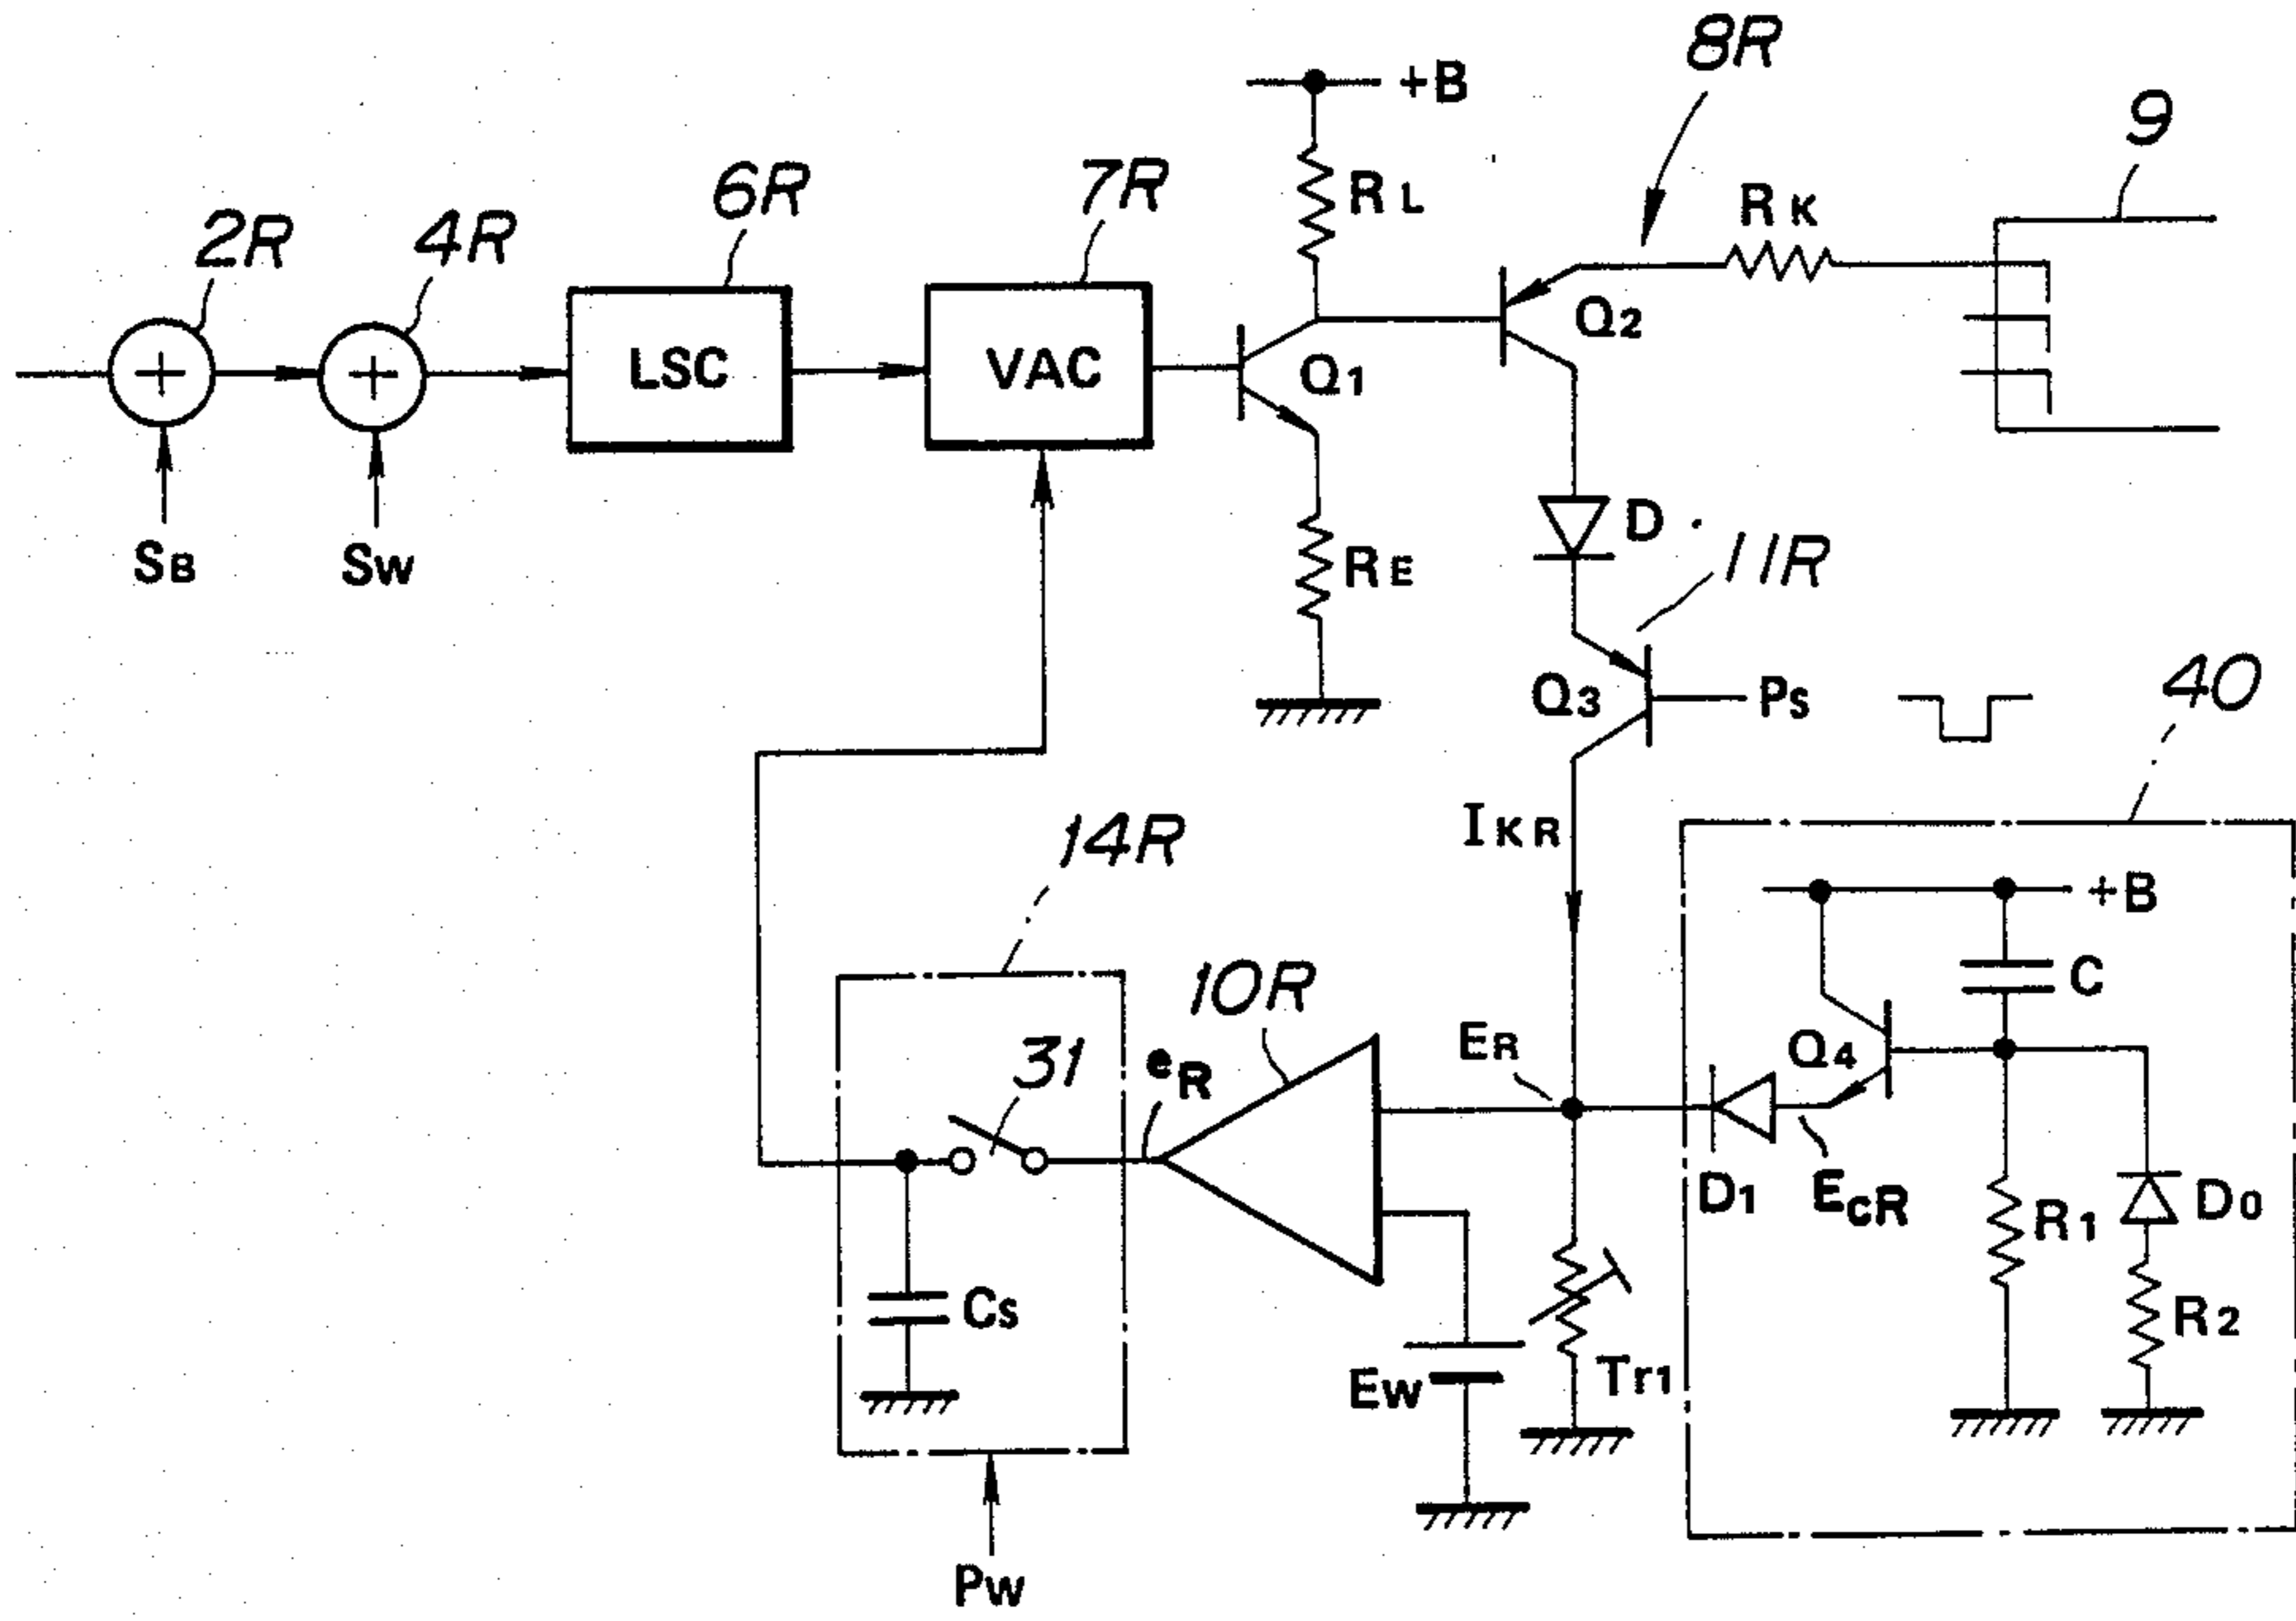 8R
+B
9
6R
7R
RL
RK
2R
4R
Q2
LSC
VAC
Q1
D
11R
SB
SW
RE
Q3
PS
40
IKR
14R
+B
C
10R
ER
Q4
31
eR
D1
EcR
R1
D0
Cs
R2
EW
Tr1
PW